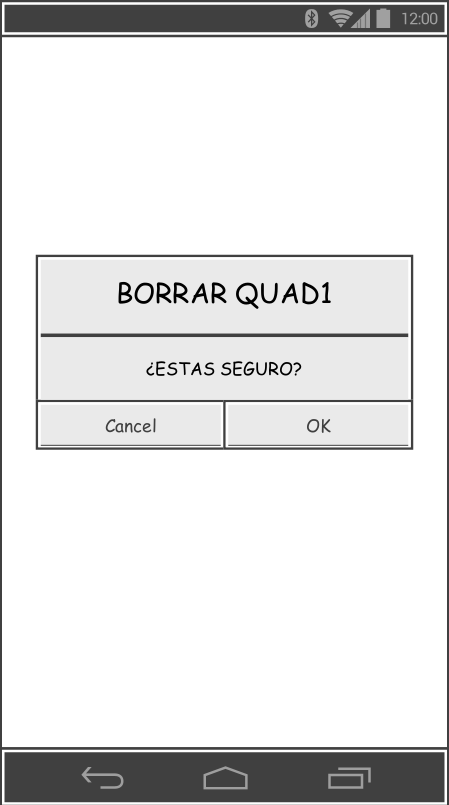 12:00
BORRAR QUAD1
¿ESTAS SEGURO?
Cancel
OK